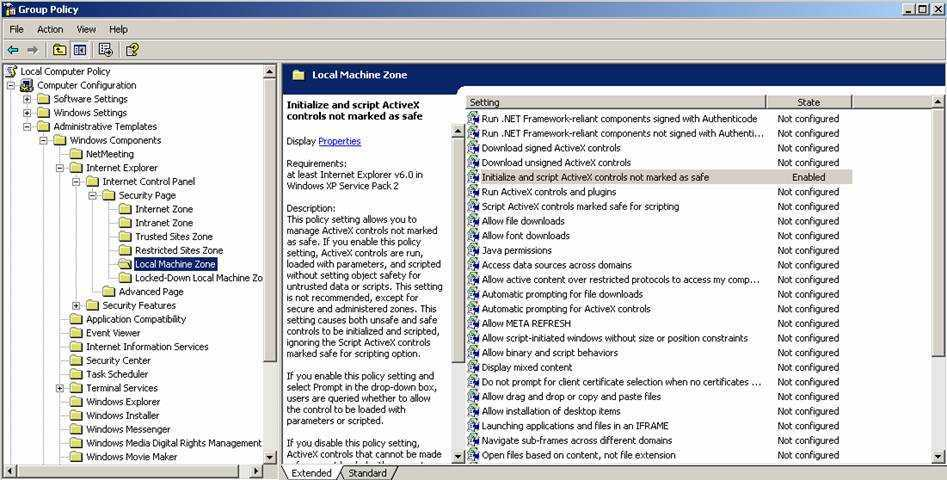 Group Policy
File Action View Help
Local Computer Policy
Computer Configuration
Software Settings
Windows Settings
Administrative Templates
Windows Components
NetMeeting
Internet Explorer
Internet Control Panel
Security Page
Internet Zone
Intranet Zone
Trusted Sites Zone
Restricted Sites Zone
Local Machine Zone
Locked-Down Local Machine Zo
Advanced Page
Security Features
Application Compatibility
Event Viewer
Internet Information Services
Security Center
Task Scheduler
Terminal Services
Windows Explorer
Windows Installer
Windows Messenger
Windows Media Digital Rights Management
Windows Movie Maker
Local Machine Zone
Initialize and script ActiveX
controls not marked as safe
Display Properties
Requirements:
at least Internet Explorer v6.0 in
Windows XP Service Pack 2
Description:
This policy setting allows you to
manage ActiveX controls not marked
as safe. If you enable this policy
setting, ActiveX controls are run,
loaded with parameters, and scripted
without setting object safety for
untrusted data or scripts. This setting
is not recommended, except for
secure and administered zones. This
setting causes both unsafe and safe
controls to be initialized and scripted,
ignoring the Script ActiveX controls
marked safe for scripting option.
If you enable this policy setting and
select Prompt in the drop-down box,
users are queried whether to allow
the control to be loaded with
parameters or scripted.
If you disable this policy setting,
ActiveX controls that cannot be made
Setting State
Run .NET Framework-reliant components signed with Authenticode Not configured
Run .NET Framework-reliant components not signed with Authenti... Not configured
Download signed ActiveX controls Not configured
Download unsigned ActiveX controls Not configured
Initialize and script ActiveX controls not marked as safe Enabled
Run ActiveX controls and plugins Not configured
Script ActiveX controls marked safe for scripting Not configured
Allow file downloads Not configured
Allow font downloads Not configured
Java permissions Not configured
Access data sources across domains Not configured
Allow active content over restricted protocols to access my comp... Not configured
Automatic prompting for file downloads Not configured
Automatic prompting for ActiveX controls Not configured
Allow META REFRESH Not configured
Allow script-initiated windows without size or position constraints Not configured
Allow binary and script behaviors Not configured
Display mixed content Not configured
Do not prompt for client certificate selection when no certificates ... Not configured
Allow drag and drop or copy and paste files Not configured
Allow installation of desktop items Not configured
Launching applications and files in an IFRAME Not configured
Navigate sub-frames across different domains Not configured
Open files based on content, not file extension Not configured
Extended Standard